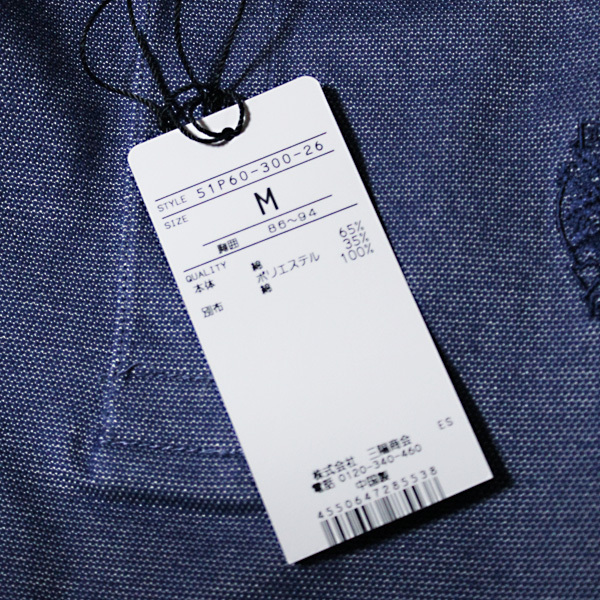 STYLE 51P60-300-26
SIZE M
胸囲 86～94
QUALITY
本体 綿 65%
ポリエステル 35%
別布 綿 100%
ES
株式会社 三陽商会
電話 0120-340-460
中国製
4550647285538